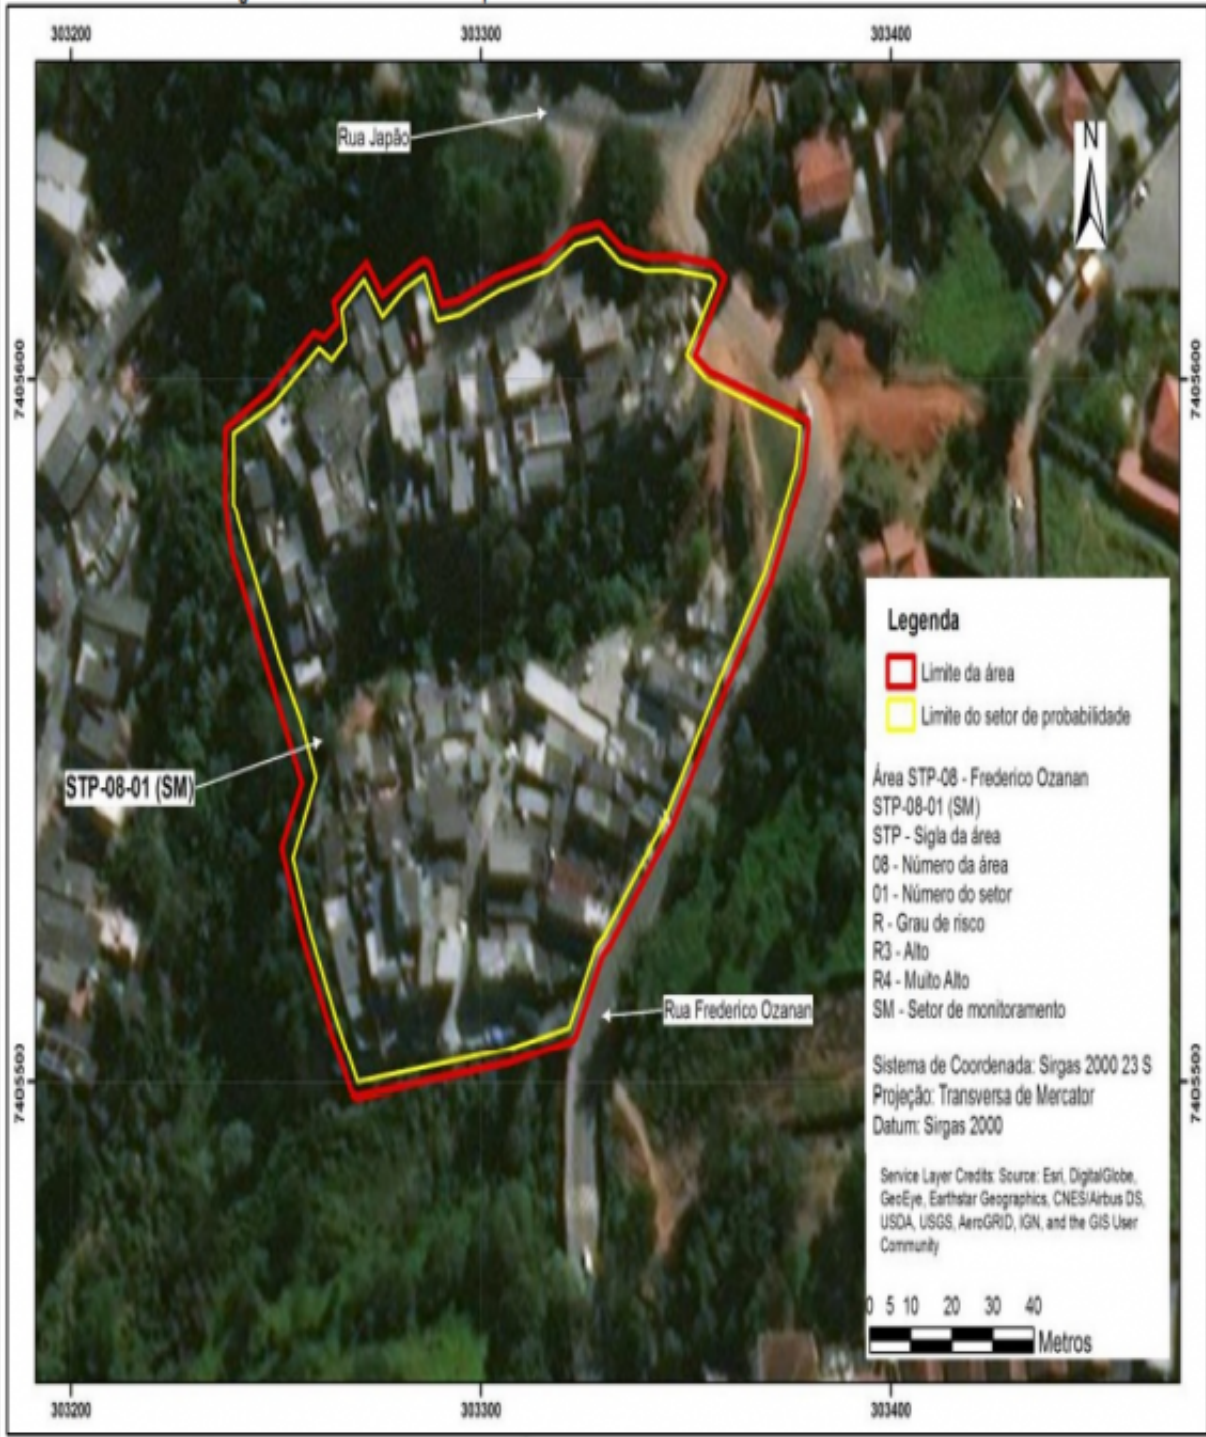 303200
303300
303400
Rua Japão
N
7405600
7405600
Legenda
Limite da área
Limite do setor de probabilidade
STP-08-01 (SM)
Área STP-08 - Frederico Ozanan
STP-08-01 (SM)
STP - Sigla da área
08 - Número da área
01 - Número do setor
R - Grau de risco
R3 - Alto
R4 - Muito Alto
SM - Setor de monitoramento
Rua Frederico Ozanan
Sistema de Coordenada: Sirgas 2000 23 S
Projeção: Transversa de Mercator
Datum: Sirgas 2000
7405500
7405500
Service Layer Credits: Source: Esri, DigitalGlobe,
GeoEye, Earthstar Geographics, CNES/Airbus DS,
USDA, USGS, AeroGRID, IGN, and the GIS User
Community
0 5 10 20 30 40
Metros
303200
303300
303400